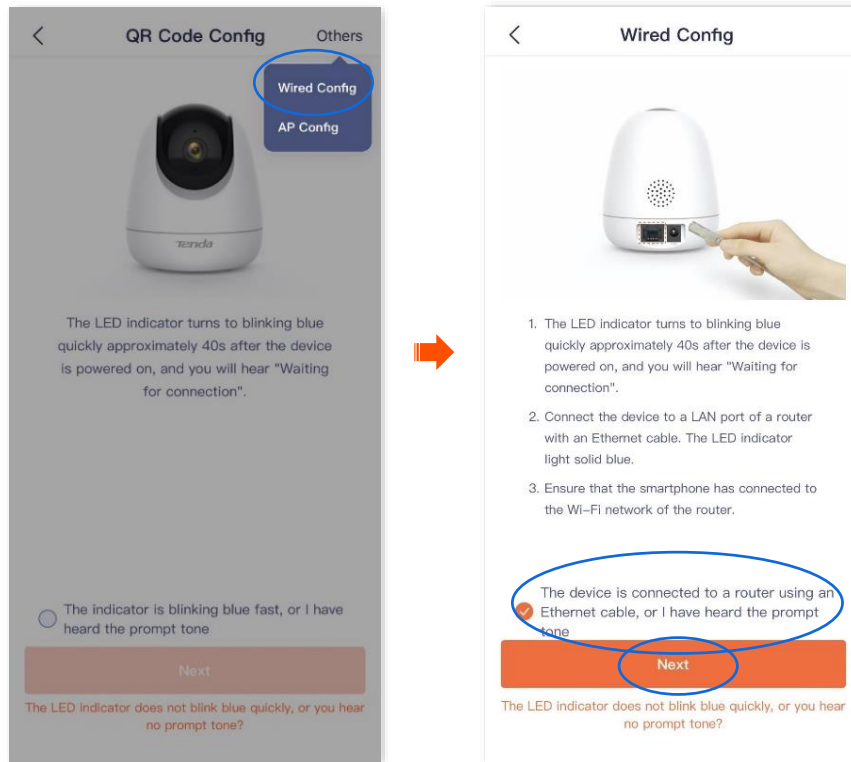 QR Code Config
Others
Wired Config
AP Config
Tenda
The LED indicator turns to blinking blue
quickly approximately 40s after the device
is powered on, and you will hear "Waiting
for connection".
The indicator is blinking blue fast, or I have
heard the prompt tone
Next
The LED indicator does not blink blue quickly, or you hear
no prompt tone?
Wired Config
1. The LED indicator turns to blinking blue
quickly approximately 40s after the device is
powered on, and you will hear "Waiting for
connection".
2. Connect the device to a LAN port of a router
with an Ethernet cable. The LED indicator
light solid blue.
3. Ensure that the smartphone has connected to
the Wi-Fi network of the router.
The device is connected to a router using an
Ethernet cable, or I have heard the prompt
tone
Next
The LED indicator does not blink blue quickly, or you hear
no prompt tone?